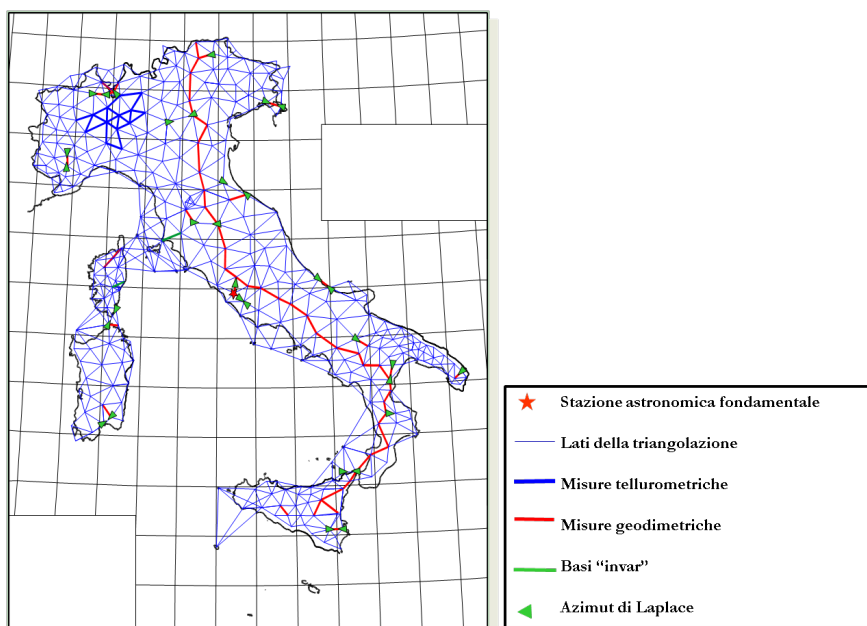 Stazione astronomica fondamentale
Lati della triangolazione
Misure tellurometriche
Misure geodimetriche
Basi “invar”
Azimut di Laplace